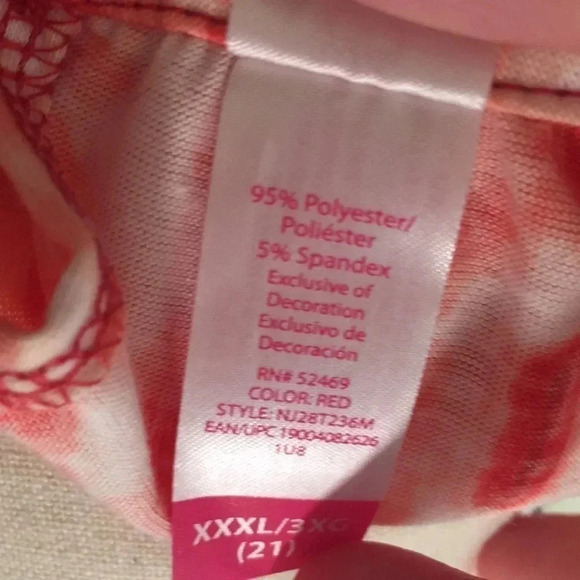 95% Polyester/
Poliéster
5% Spandex
Exclusive of
Decoration
Exclusivo de
Decoración
RN# 52469
COLOR: RED
STYLE: NJ28T236M
EAN/UPC 19004082626
1U8
XXXL/3XG
(21)